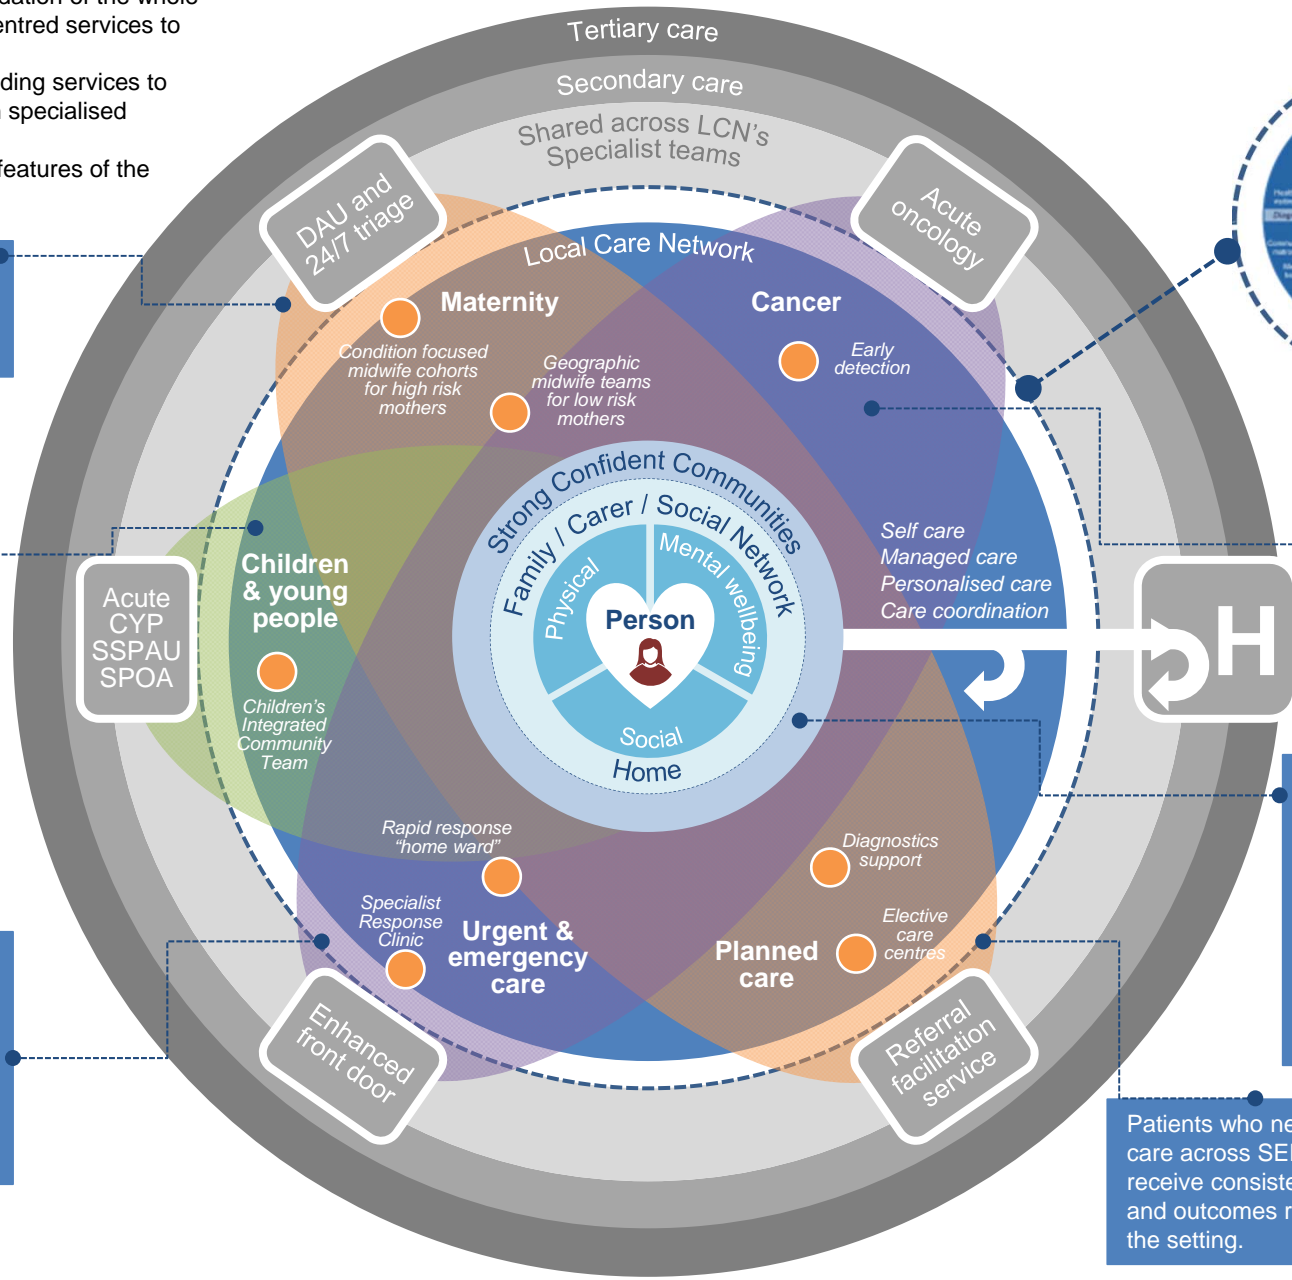 dation of the whole
entred services to
ding services to
n specialised
features of the
Tertiary care
Secondary care
Shared across LCN's
Specialist teams
DAU and
24/7 triage
Acute
oncology
Local Care Network
Maternity
Cancer
Condition focused
midwife cohorts
for high risk
mothers
Geographic
midwife teams
for low risk
mothers
Early
detection
Strong Confident Communities
Family / Carer / Social Network
Physical
Mental wellbeing
Social
Person
Home
Self care
Managed care
Personalised care
Care coordination
Children
& young
people
Acute
CYP
SSPAU
SPOA
H
Children's
Integrated
Community
Team
Rapid response
“home ward”
Diagnostics
support
Specialist
Response
Clinic
Urgent &
emergency
care
Planned
care
Elective
care
centres
Enhanced
front door
Referral
facilitation
service
Patients who ne
care across SE
receive consiste
and outcomes r
the setting.